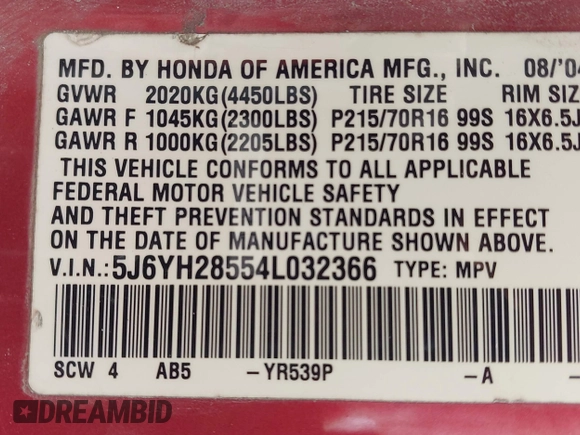 MFD. BY HONDA OF AMERICA MFG., INC. 08/'04
GVWR 2020KG(4450LBS) TIRE SIZE RIM SIZ
GAWR F 1045KG(2300LBS) P215/70R16 99S 16X6.5J
GAWR R 1000KG(2205LBS) P215/70R16 99S 16X6.5J
THIS VEHICLE CONFORMS TO ALL APPLICABLE
FEDERAL MOTOR VEHICLE SAFETY
AND THEFT PREVENTION STANDARDS IN EFFECT
ON THE DATE OF MANUFACTURE SHOWN ABOVE.
V.I.N.: 5J6YH28554L032366 TYPE: MPV
SCW 4 AB5 -YR539P -A -
DREAMBID